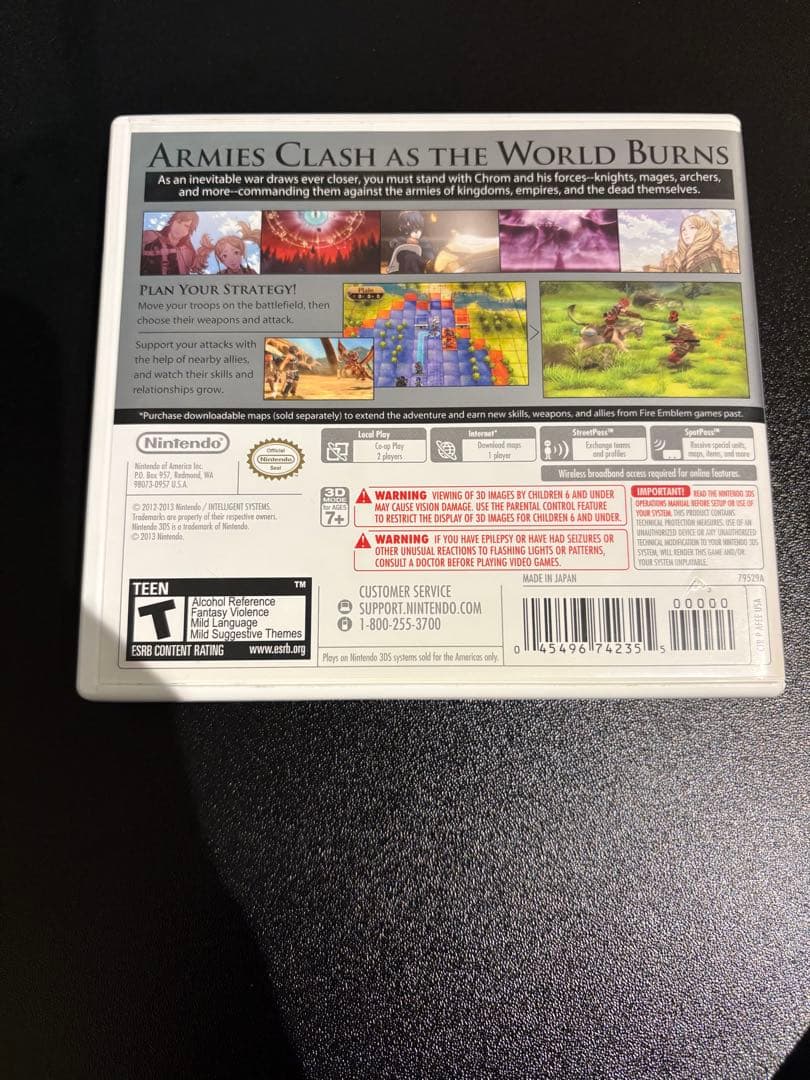 ARMIES CLASH AS THE WORLD BURNS
As an inevitable war draws ever closer, you must stand with Chrom and his forces--knights, mages, archers,
and more--commanding them against the armies of kingdoms, empires, and the dead themselves.
PLAN YOUR STRATEGY!
Move your troops on the battlefield, then
choose their weapons and attack.
Plain
Support your attacks with
the help of nearby allies,
and watch their skills and
relationships grow.
*Purchase downloadable maps (sold separately) to extend the adventure and earn new skills, weapons, and allies from Fire Emblem games past.
Nintendo®
Nintendo of America Inc.
P.O. Box 957, Redmond, WA
98073-0957 U.S.A.
Official
Nintendo
Seal
Local Play
Co-op Play
2 players
Internet*
Download maps
1 player
StreetPass™
Exchange teams
and profiles
SpotPass™
Receive special units,
maps, items, and more
Wireless broadband access required for online features.
© 2012-2013 Nintendo / INTELLIGENT SYSTEMS.
Trademarks are property of their respective owners.
Nintendo 3DS is a trademark of Nintendo.
© 2013 Nintendo.
3D
MODE
for AGES
7+
WARNING VIEWING OF 3D IMAGES BY CHILDREN 6 AND UNDER
MAY CAUSE VISION DAMAGE. USE THE PARENTAL CONTROL FEATURE
TO RESTRICT THE DISPLAY OF 3D IMAGES FOR CHILDREN 6 AND UNDER.
WARNING IF YOU HAVE EPILEPSY OR HAVE HAD SEIZURES OR
OTHER UNUSUAL REACTIONS TO FLASHING LIGHTS OR PATTERNS,
CONSULT A DOCTOR BEFORE PLAYING VIDEO GAMES.
IMPORTANT! READ THE NINTENDO 3DS
OPERATIONS MANUAL BEFORE SETUP OR USE OF
YOUR SYSTEM. THIS PRODUCT CONTAINS
TECHNICAL PROTECTION MEASURES. USE OF AN
UNAUTHORIZED DEVICE OR ANY UNAUTHORIZED
TECHNICAL MODIFICATION TO YOUR NINTENDO 3DS
SYSTEM, WILL RENDER THIS GAME AND/OR
YOUR SYSTEM UNPLAYABLE.
MADE IN JAPAN
79529A
TEEN
TM
T
Alcohol Reference
Fantasy Violence
Mild Language
Mild Suggestive Themes
ESRB CONTENT RATING www.esrb.org
CUSTOMER SERVICE
SUPPORT.NINTENDO.COM
1-800-255-3700
Plays on Nintendo 3DS systems sold for the Americas only.
0 45496 74235 5
00000
CTR P AFEE USA